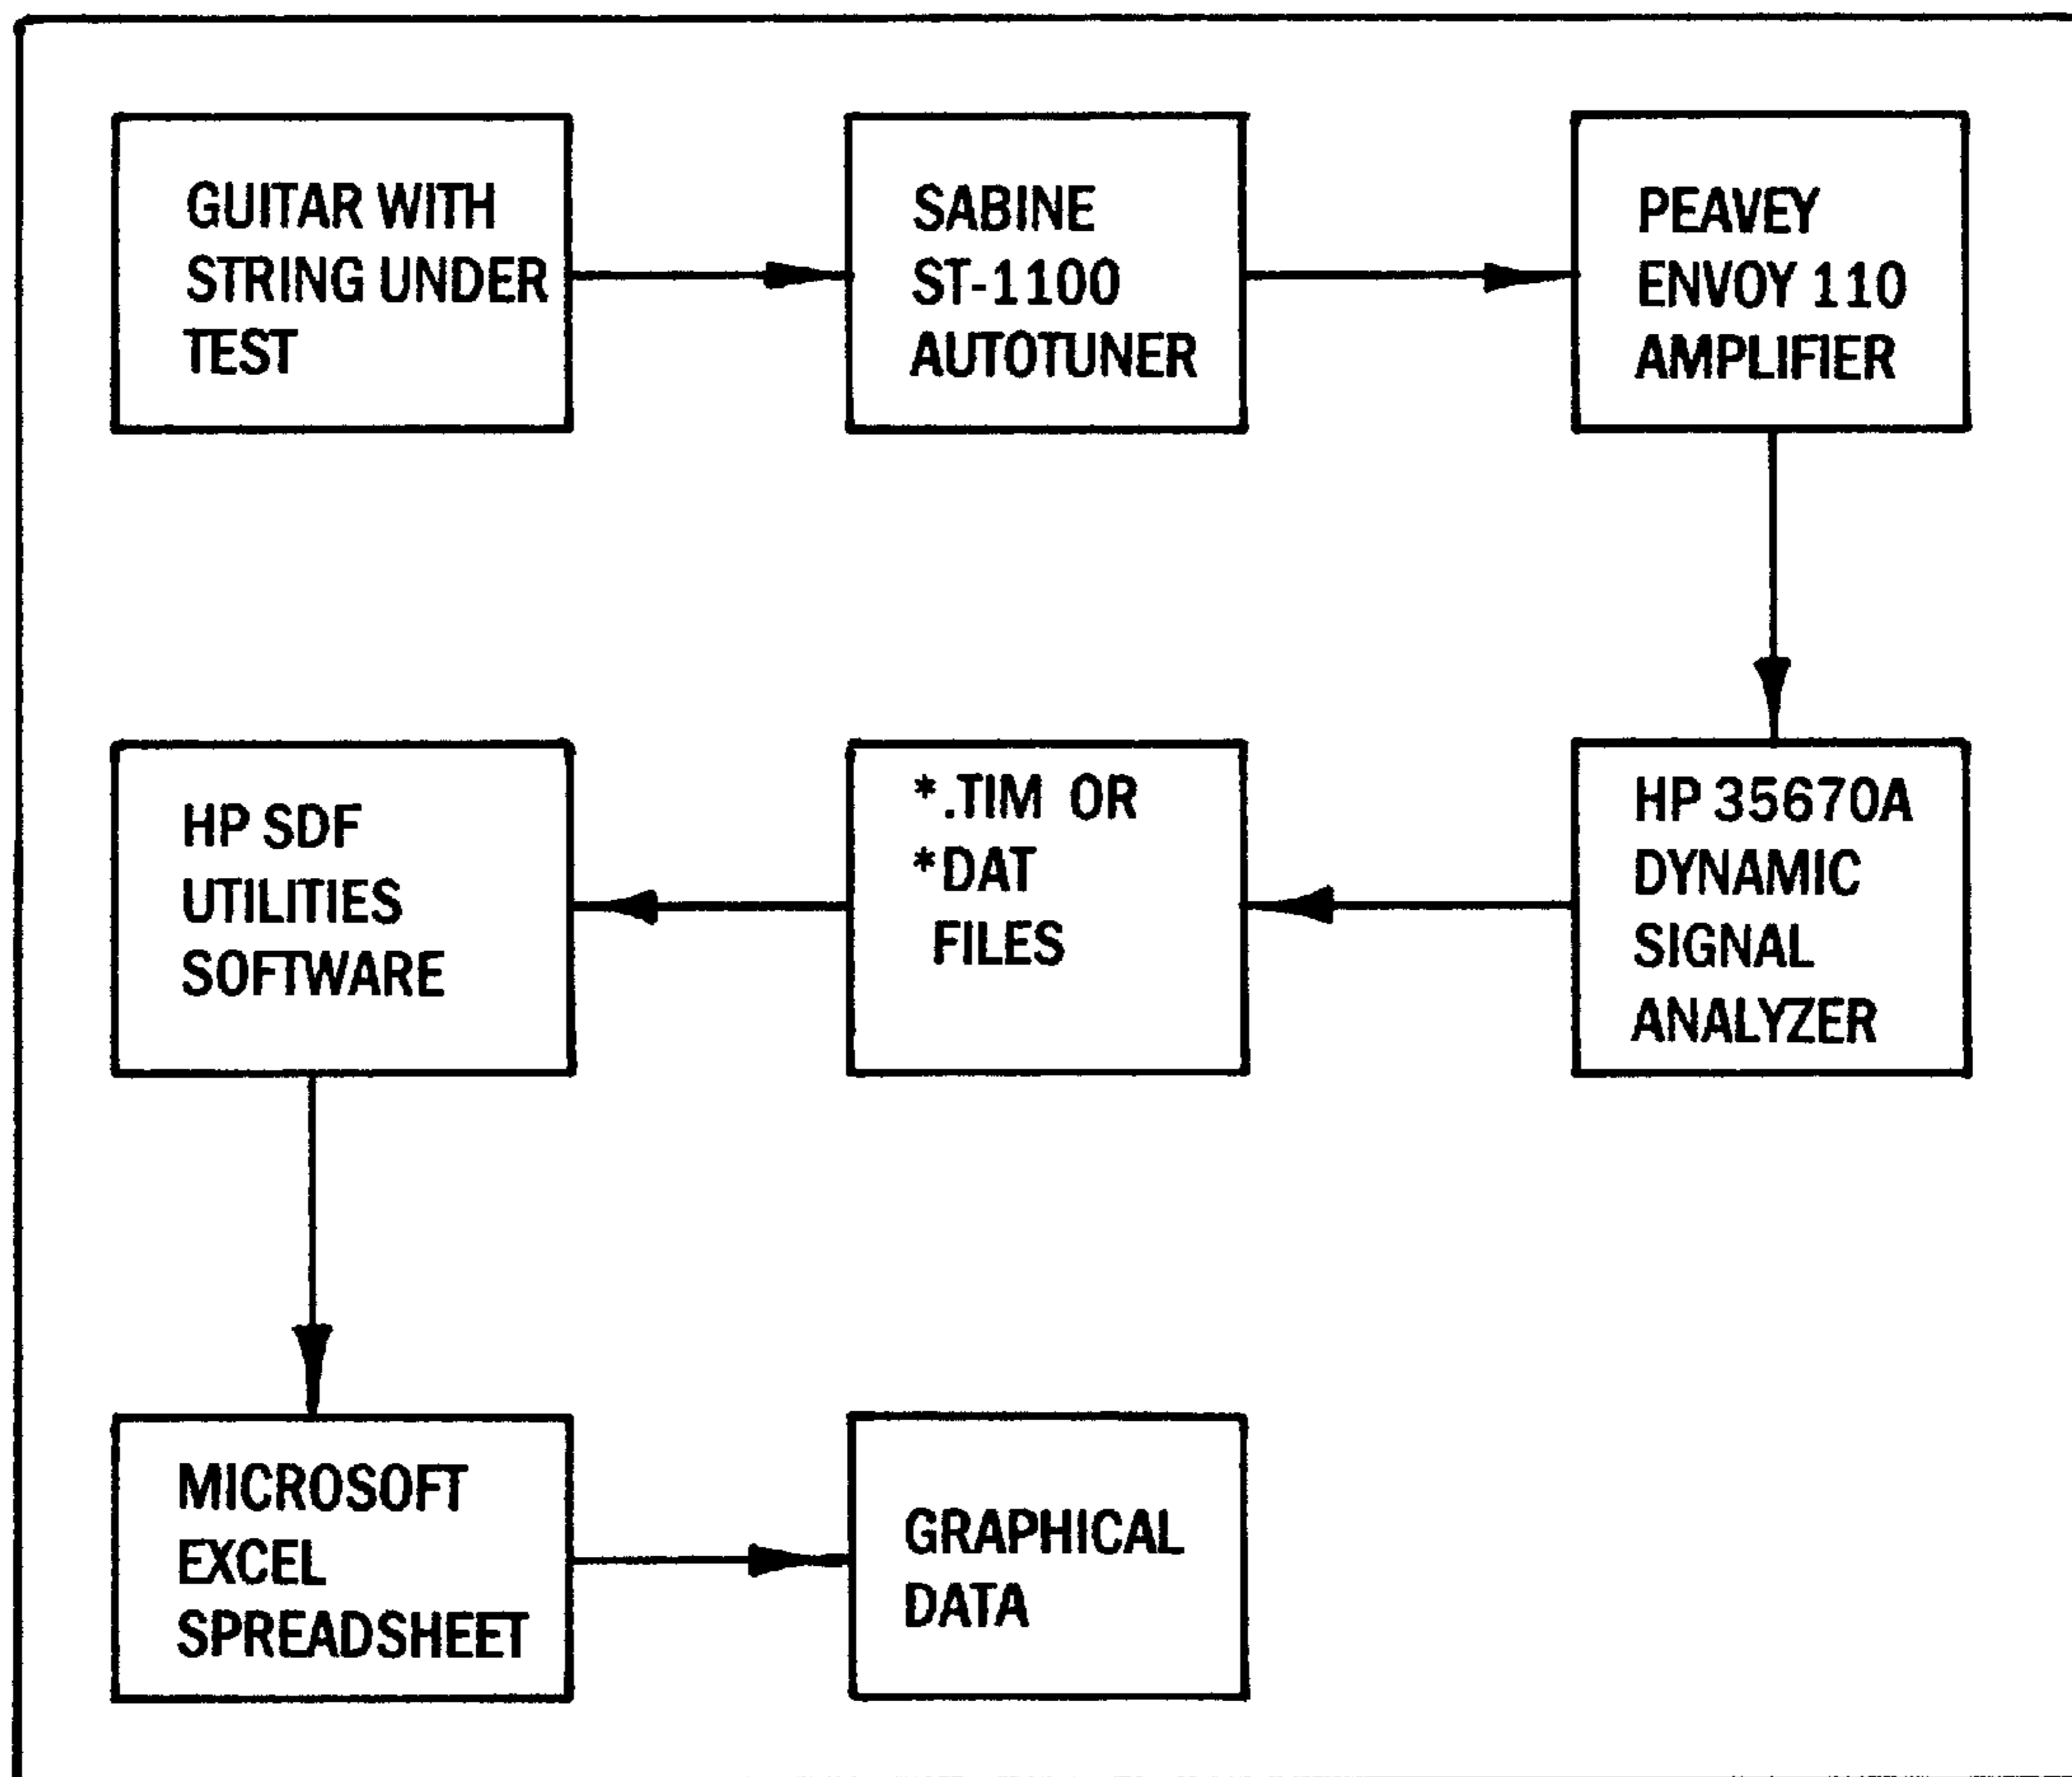 GUITAR WITH
STRING UNDER
TEST
SABINE
ST-1100
AUTOTUNER
PEAVEY
ENVOY 110
AMPLIFIER
HP SDF
UTILITIES
SOFTWARE
*.TIM OR
*DAT
FILES
HP 35670A
DYNAMIC
SIGNAL
ANALYZER
MICROSOFT
EXCEL
SPREADSHEET
GRAPHICAL
DATA